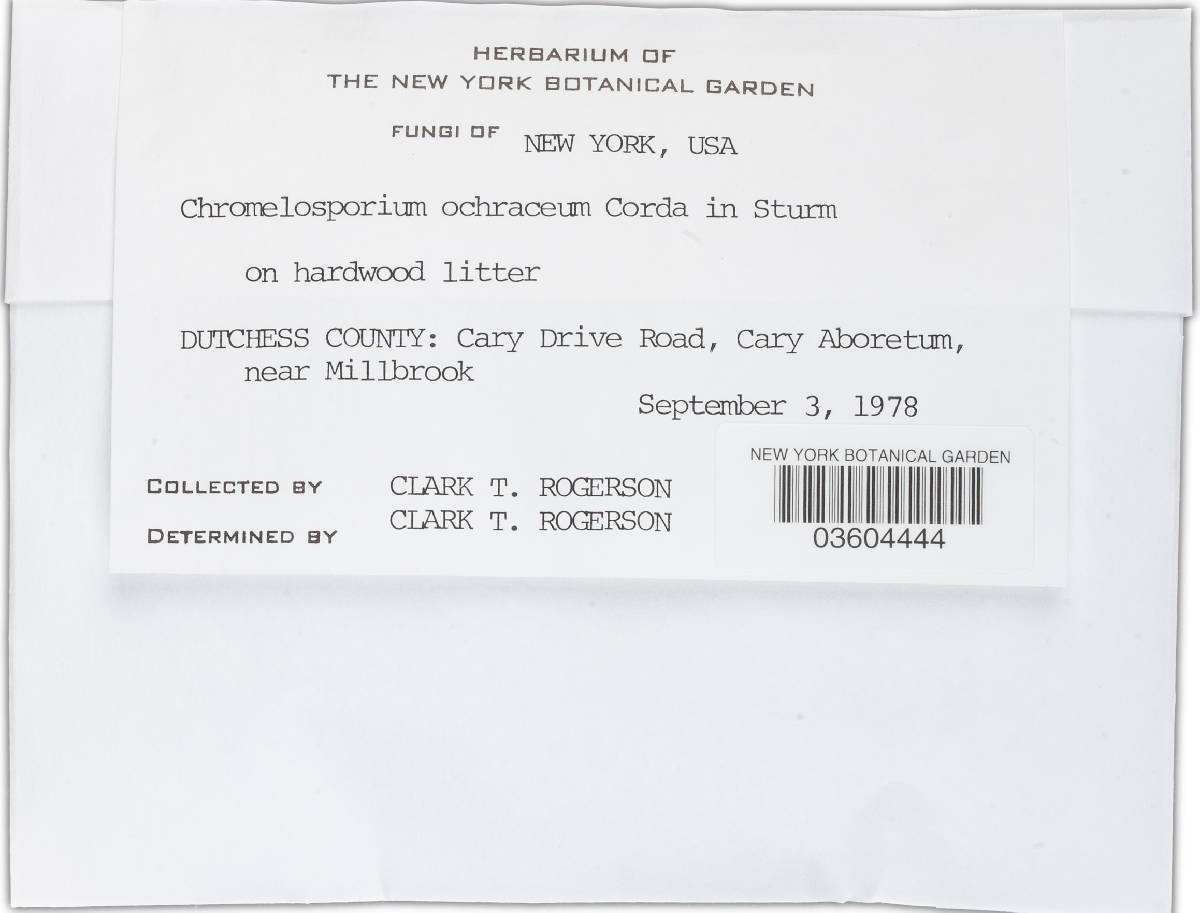 HERBARIUM OF
THE NEW YORK BOTANICAL GARDEN
FUNGI OF NEW YORK, USA
Chromelosporium ochraceum Corda in Sturm
on hardwood litter
DUTCHESS COUNTY: Cary Drive Road, Cary Aboretum,
near Millbrook
September 3, 1978
COLLECTED BY CLARK T. ROGERSON
DETERMINED BY CLARK T. ROGERSON
NEW YORK BOTANICAL GARDEN
03604444